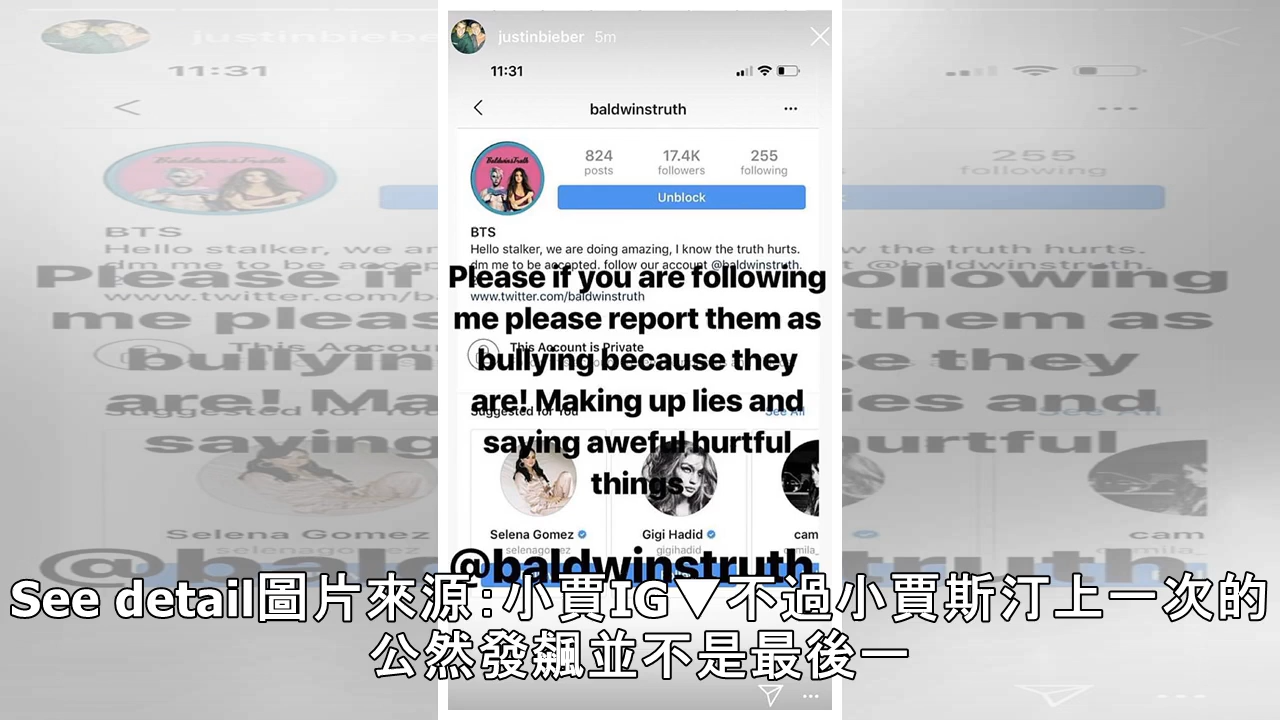 justinbieber 5m
11:31
baldwinstruth
BaldwinsTruth
824 17.4K 255
posts followers following
Unblock
BTS
Hello stalker, we are doing amazing, I know the truth hurts.
dm me to be accepted. follow our account @baldwinstruth.
Please if you are following
www.twitter.com/baldwinstruth
me please report them as
This Account is Private
bullying because they
are! Making up lies and
Suggested for You See All
saying aweful hurtful
things
Selena Gomez Gigi Hadid cam
selenagomez gigihadid camila_
@baldwinstruth
See detail圖片來源:小賈IG▼不過小賈斯汀上一次的
公然發飆並不是最後一